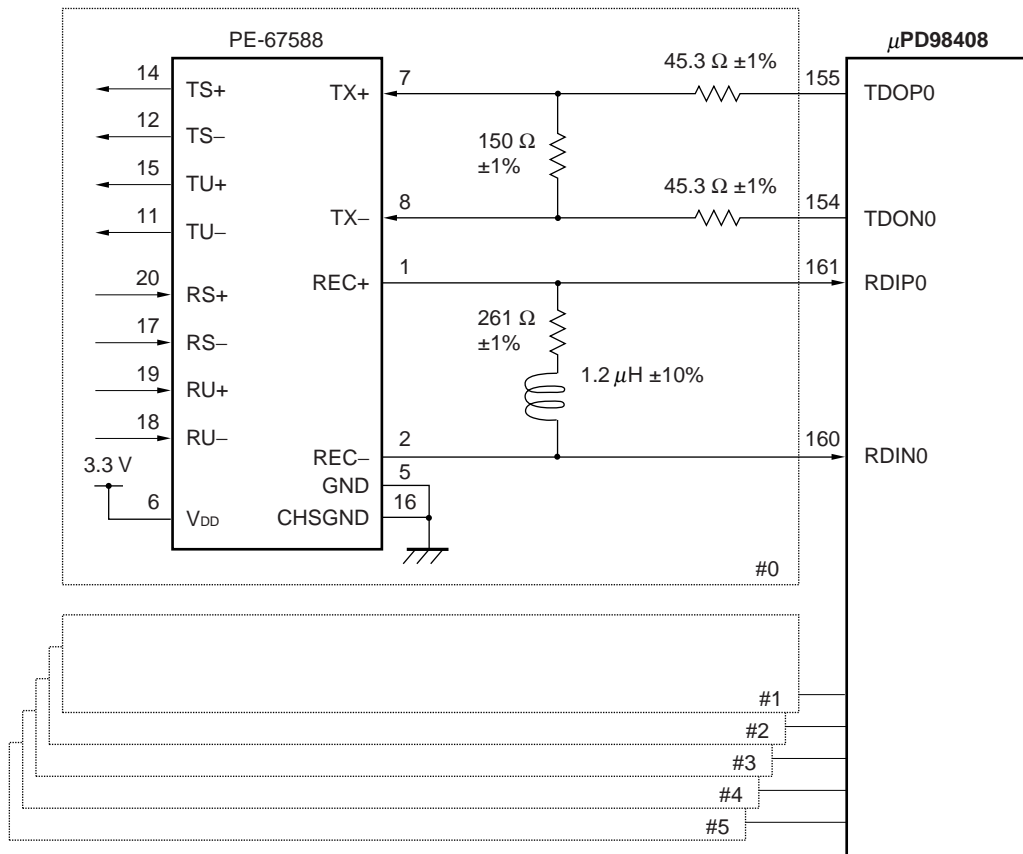 PE-67588
μPD98408
14
TS+
12
TS−
15
TU+
11
TU−
20
RS+
17
RS−
19
RU+
18
RU−
3.3 V
6
VDD
TX+
7
TX−
8
REC+
1
REC−
2
GND
5
CHSGND
16
45.3 Ω ±1%
150 Ω
±1%
45.3 Ω ±1%
261 Ω
±1%
1.2 μH ±10%
155
TDOP0
154
TDON0
161
RDIP0
160
RDIN0
#0
#1
#2
#3
#4
#5